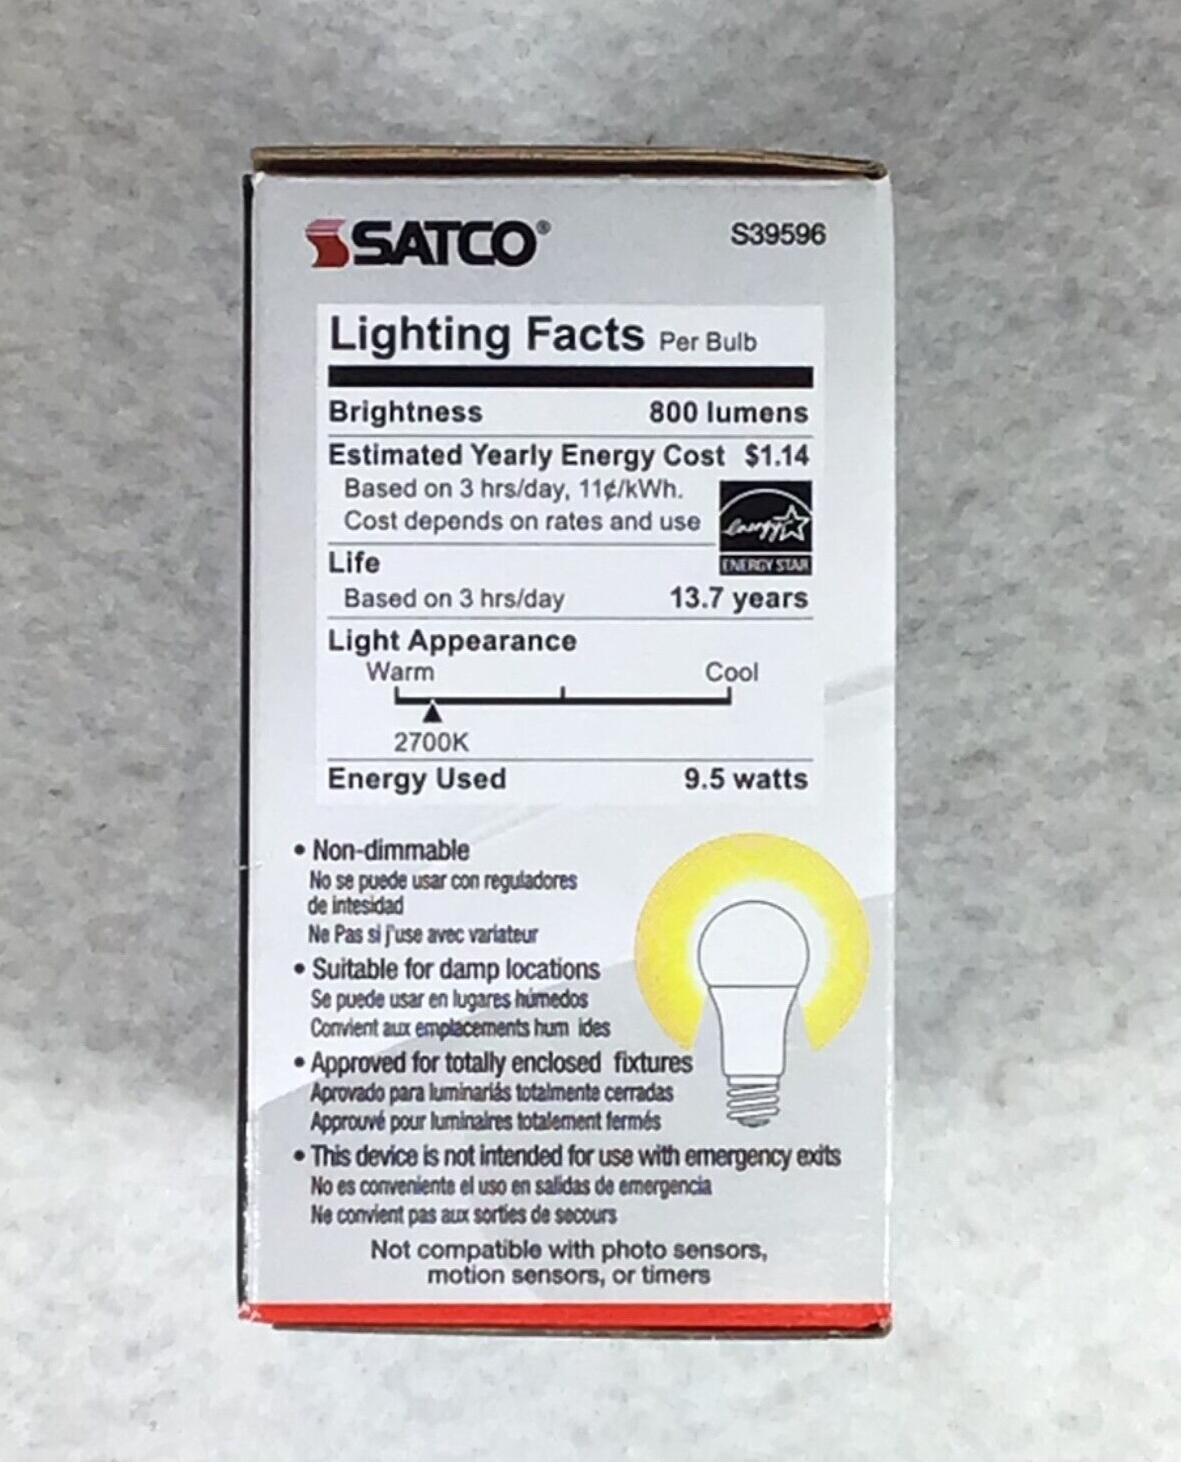 SATCO®
S39596
Lighting Facts Per Bulb
Brightness 800 lumens
Estimated Yearly Energy Cost $1.14
Based on 3 hrs/day, 11¢/kWh.
Cost depends on rates and use
energy
ENERGY STAR
Life
Based on 3 hrs/day 13.7 years
Light Appearance
Warm Cool
2700K
Energy Used 9.5 watts
• Non-dimmable
No se puede usar con reguladores
de intesidad
Ne Pas si j'use avec variateur
• Suitable for damp locations
Se puede usar en lugares húmedos
Convient aux emplacements hum ides
• Approved for totally enclosed fixtures
Aprovado para luminariás totalmente cerradas
Approuvé pour luminaires totalement fermés
• This device is not intended for use with emergency exits
No es conveniente el uso en salidas de emergencia
Ne convient pas aux sorties de secours
Not compatible with photo sensors,
motion sensors, or timers